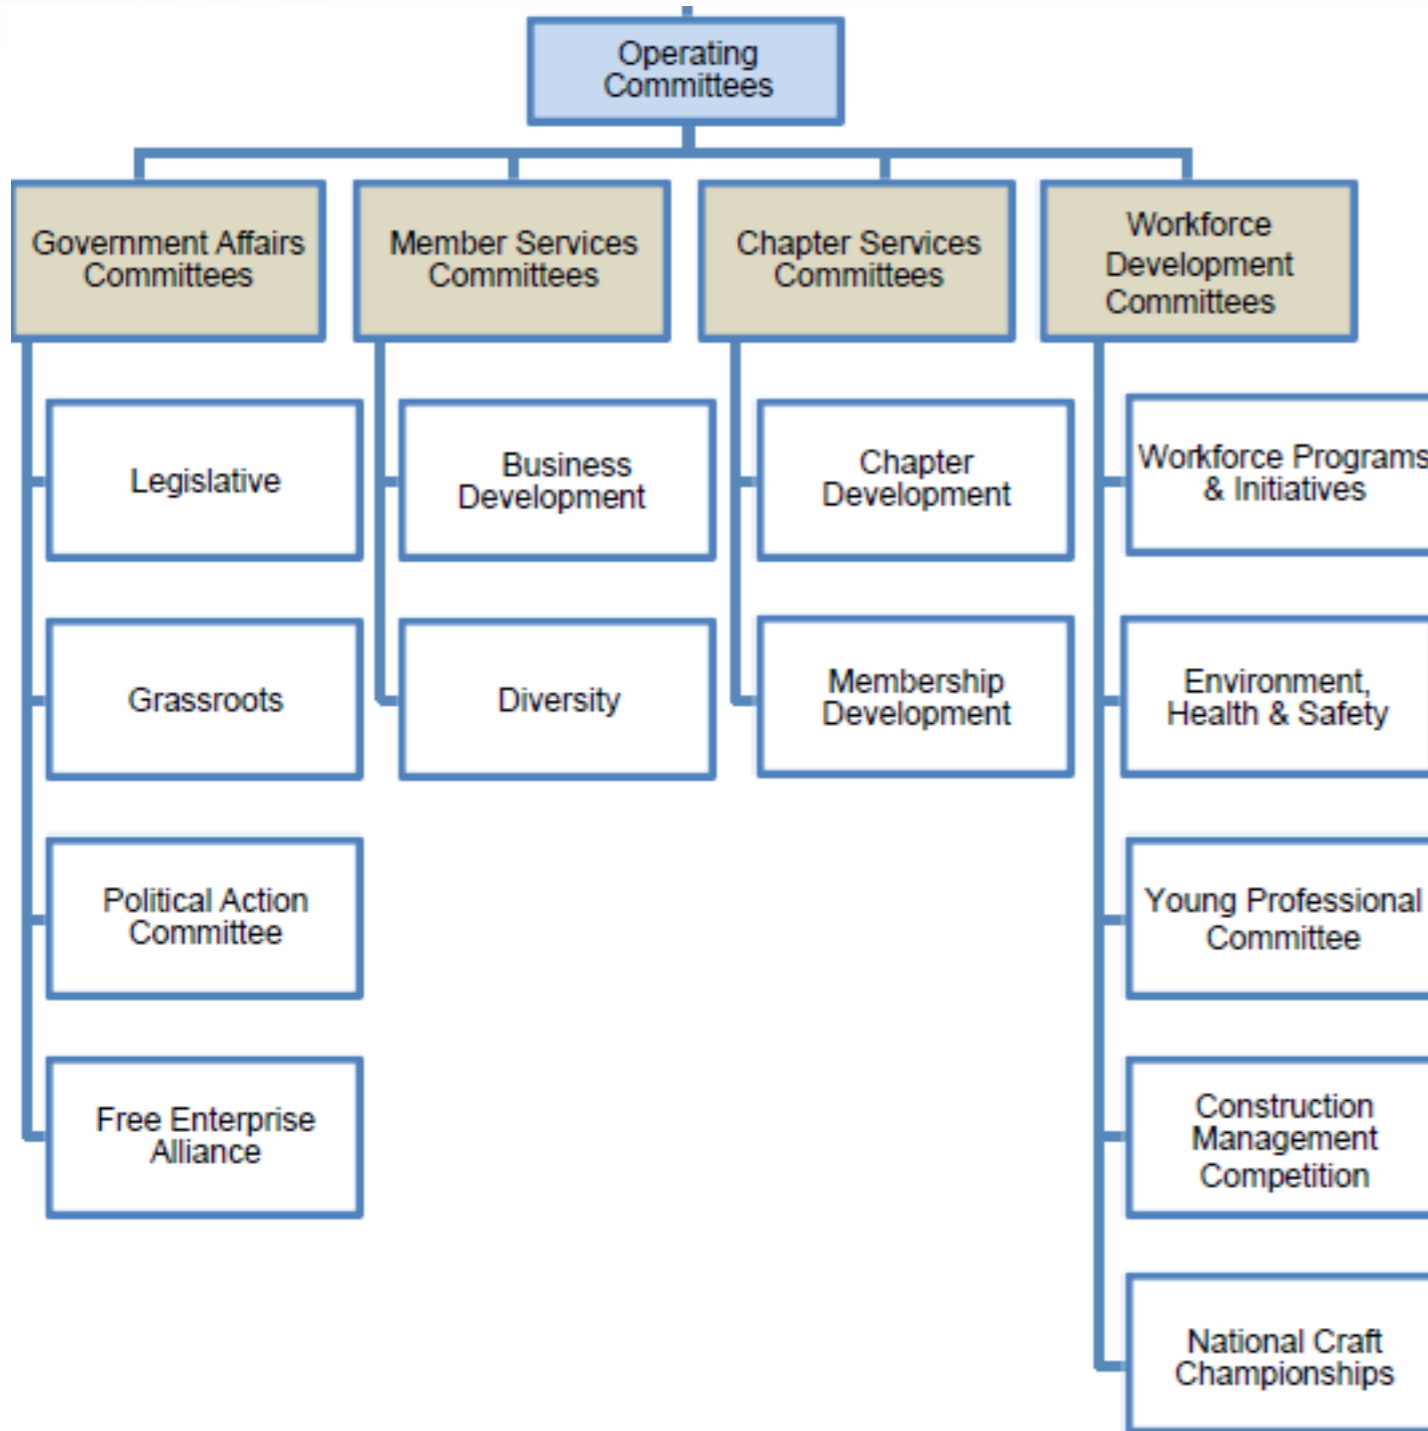 Operating
Committees
Government Affairs
Committees
Member Services
Committees
Chapter Services
Committees
Workforce
Development
Committees
Legislative
Business
Development
Chapter
Development
Workforce Programs
& Initiatives
Grassroots
Diversity
Membership
Development
Environment,
Health & Safety
Political Action
Committee
Young Professional
Committee
Free Enterprise
Alliance
Construction
Management
Competition
National Craft
Championships